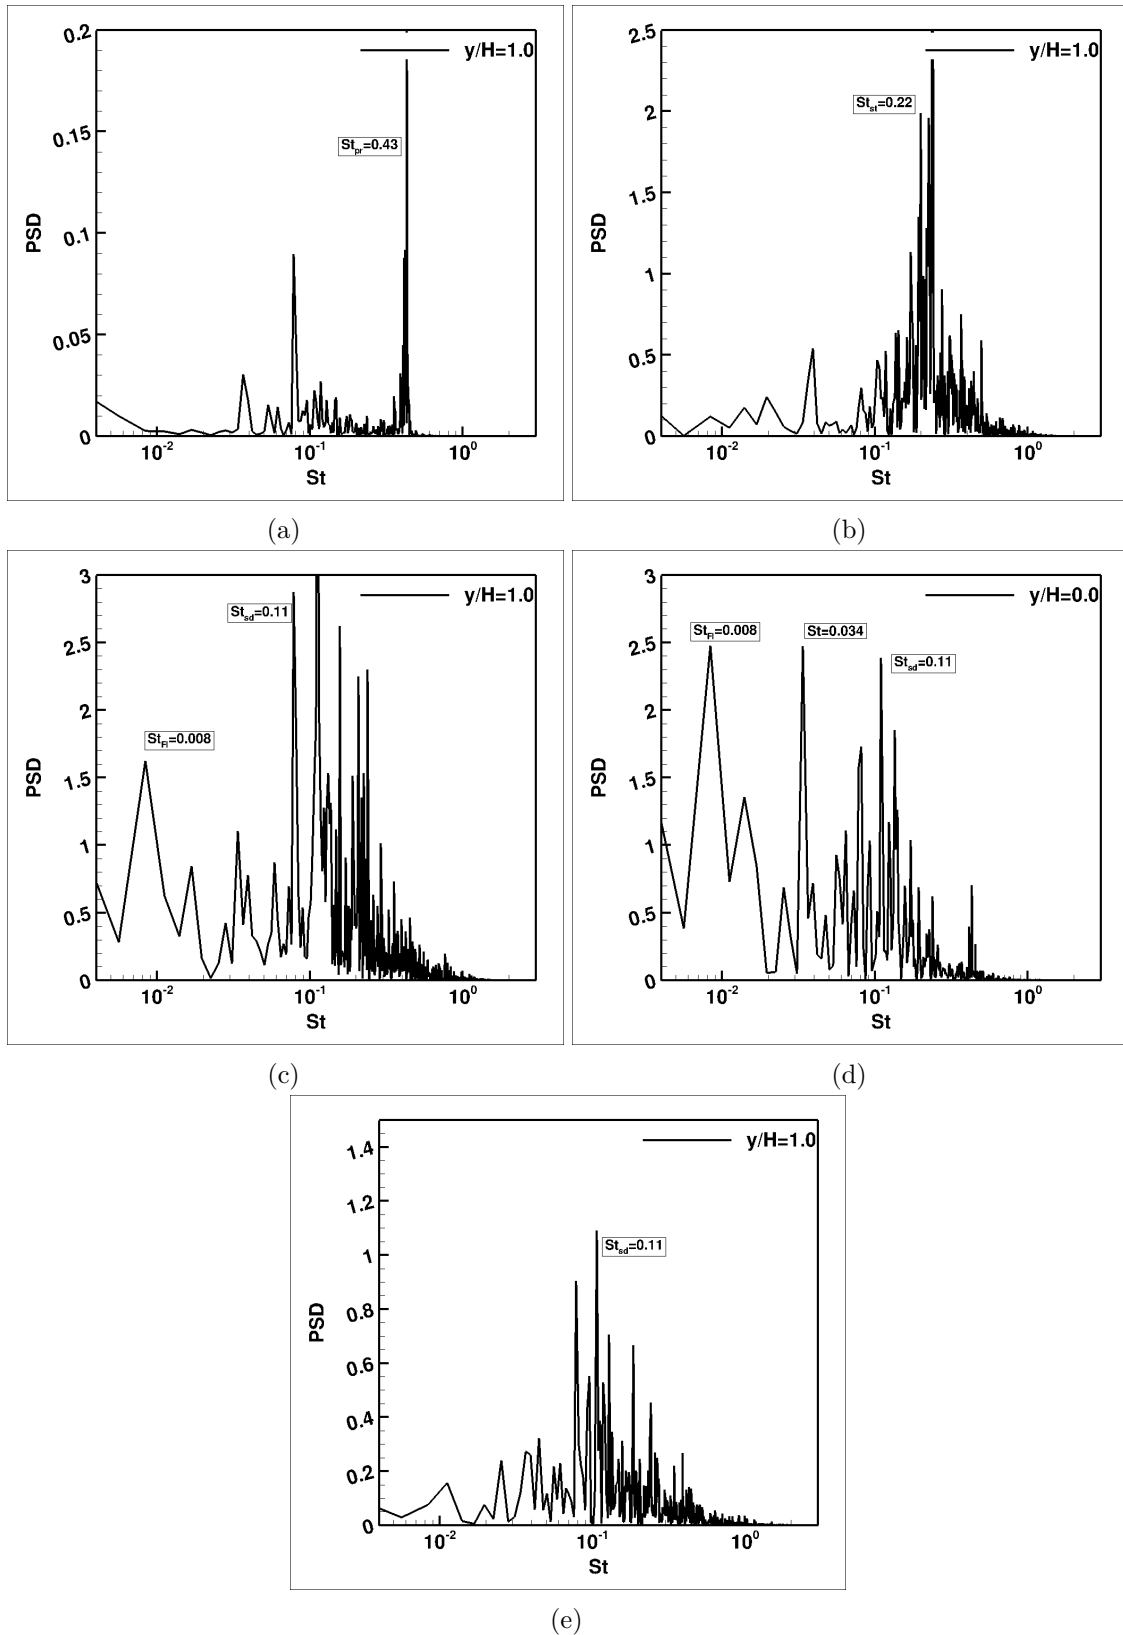 0.2
y/H=1.0
St_pr=0.43
0.15
PSD
0.1
0.05
0
10^-2
10^-1
10^0
St
(a)
2.5
y/H=1.0
St_st=0.22
2
1.5
PSD
1
0.5
0
10^-2
10^-1
10^0
St
(b)
3
y/H=1.0
St_sd=0.11
2.5
St_Fl=0.008
2
1.5
PSD
1
0.5
0
10^-2
10^-1
10^0
St
(c)
3
y/H=0.0
St_Fl=0.008
St=0.034
St_sd=0.11
2.5
2
1.5
PSD
1
0.5
0
10^-2
10^-1
10^0
St
(d)
1.4
y/H=1.0
1.2
St_sd=0.11
1
0.8
PSD
0.6
0.4
0.2
0
10^-2
10^-1
10^0
St
(e)